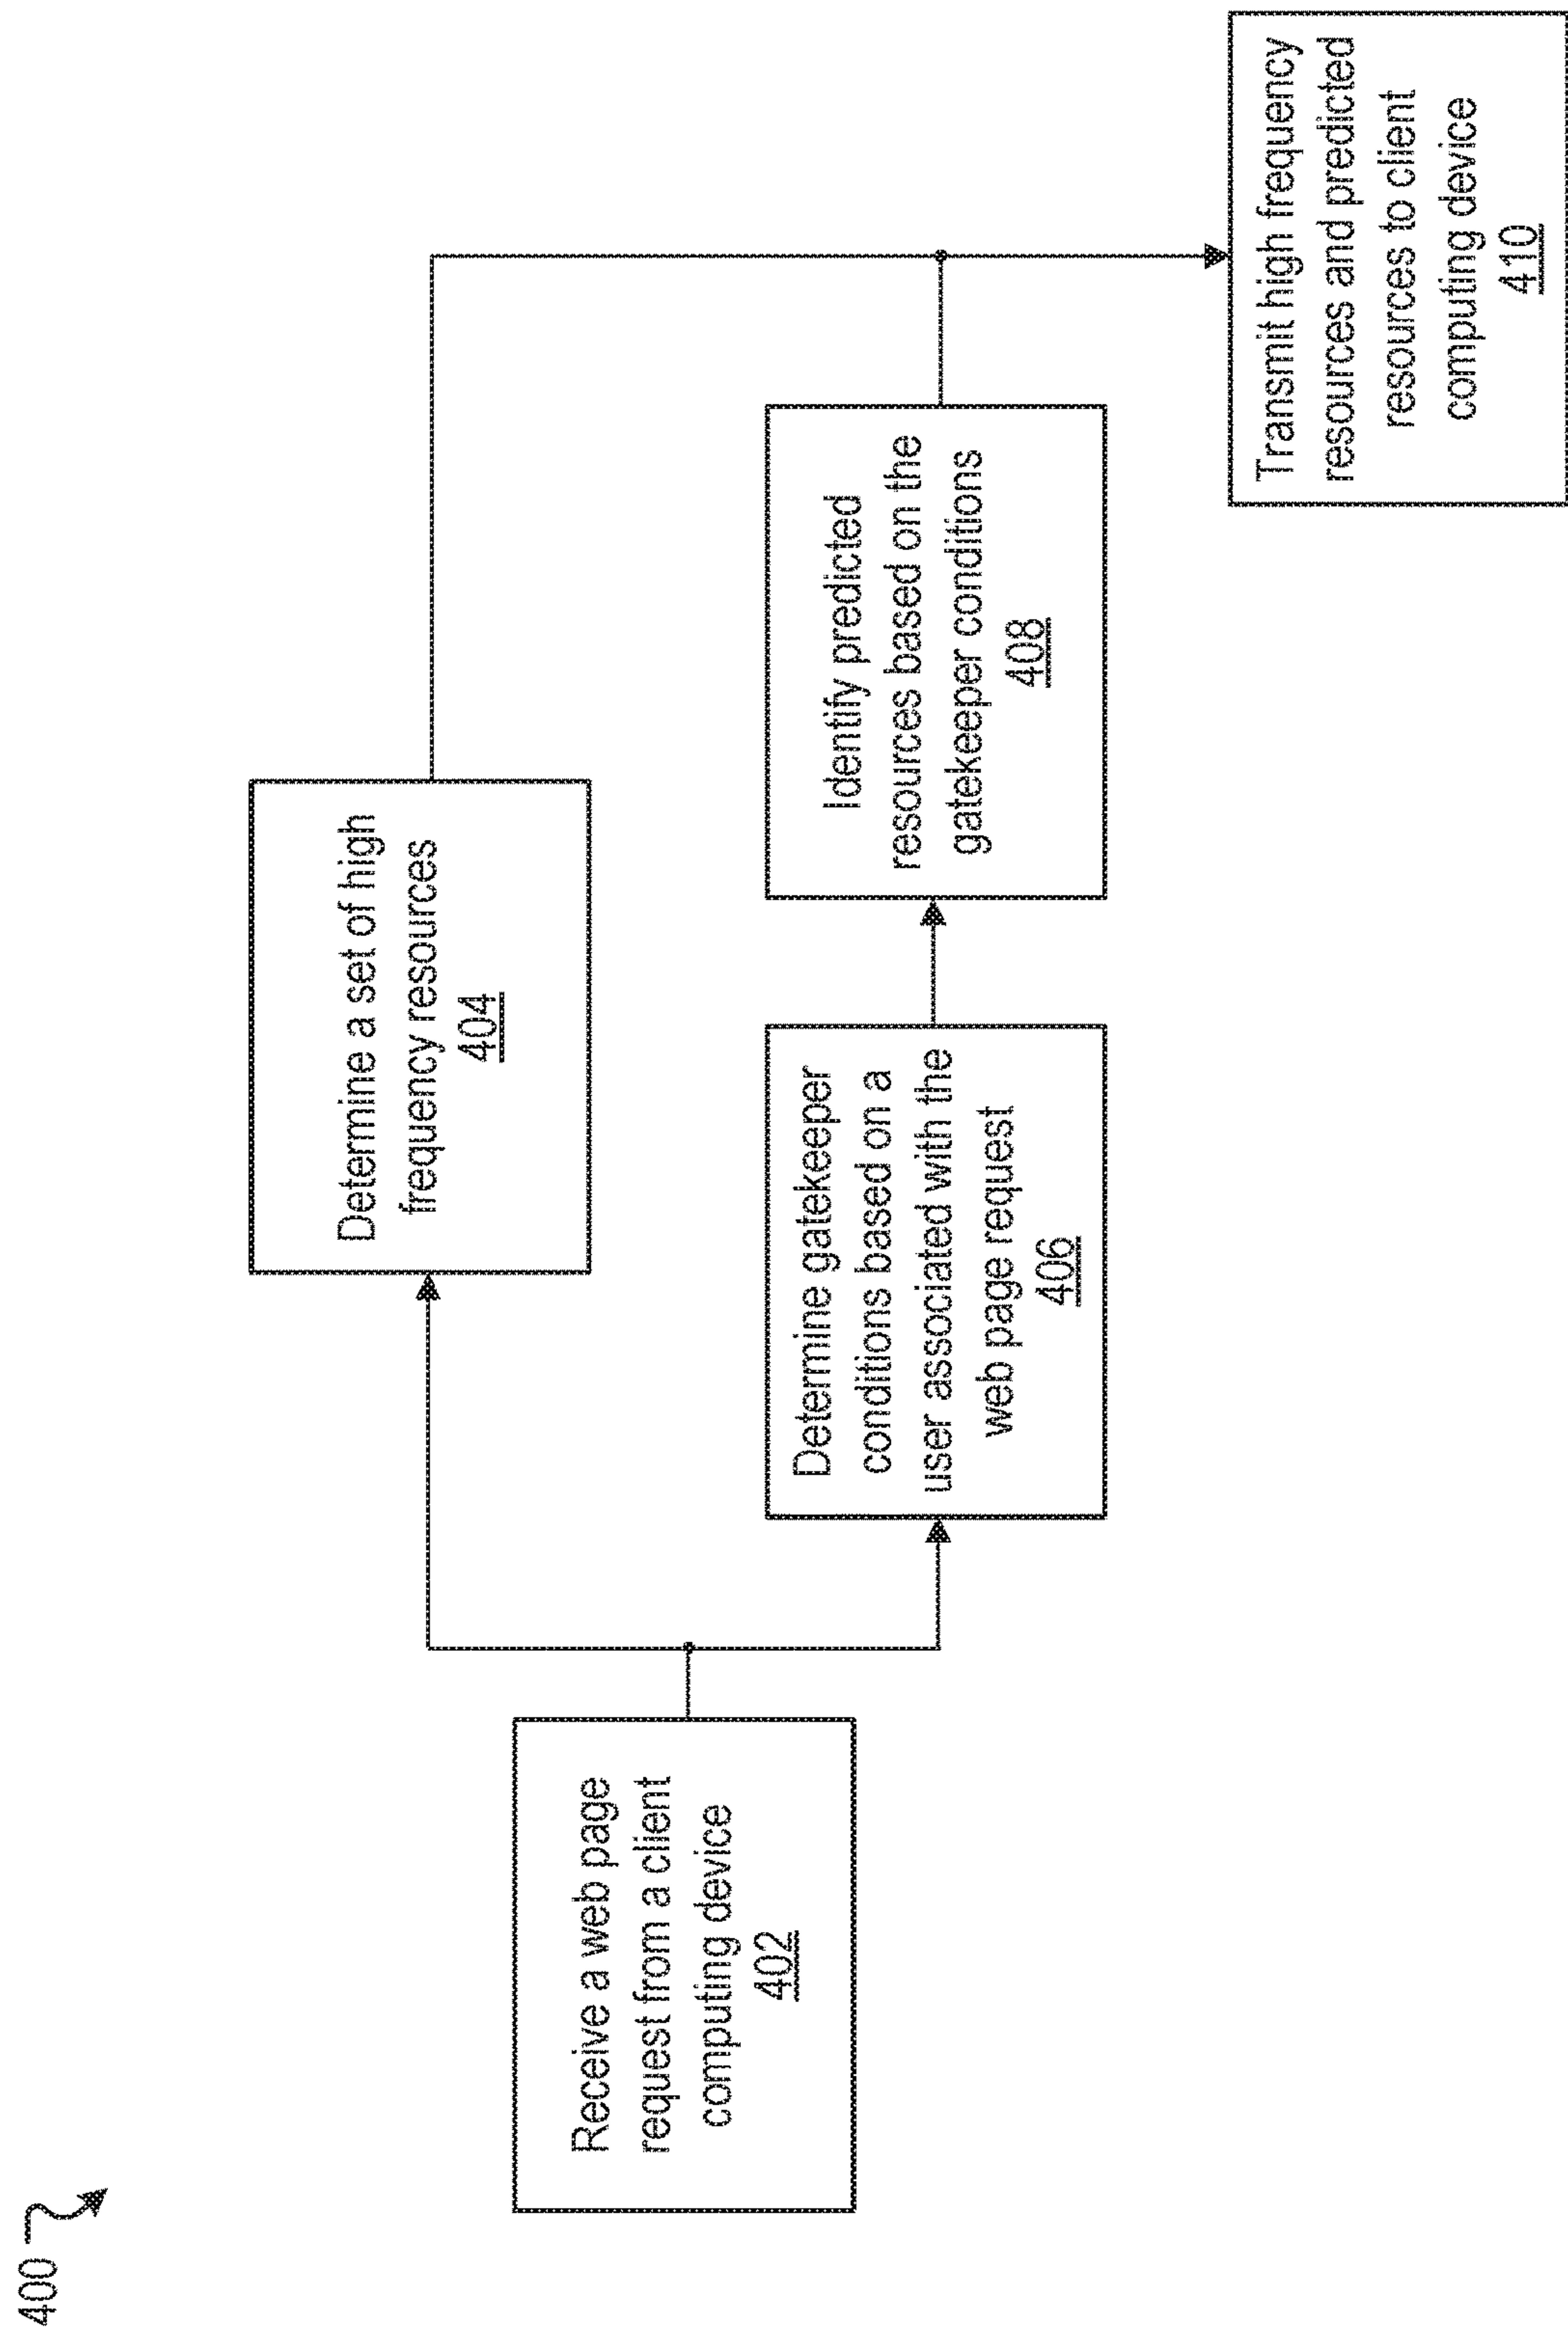 400
Receive a web page
request from a client
computing device
402
Determine a set of high
frequency resources
404
Determine gatekeeper
conditions based on a
user associated with the
web page request
406
Identify predicted
resources based on the
gatekeeper conditions
408
Transmit high frequency
resources and predicted
resources to client
computing device
410